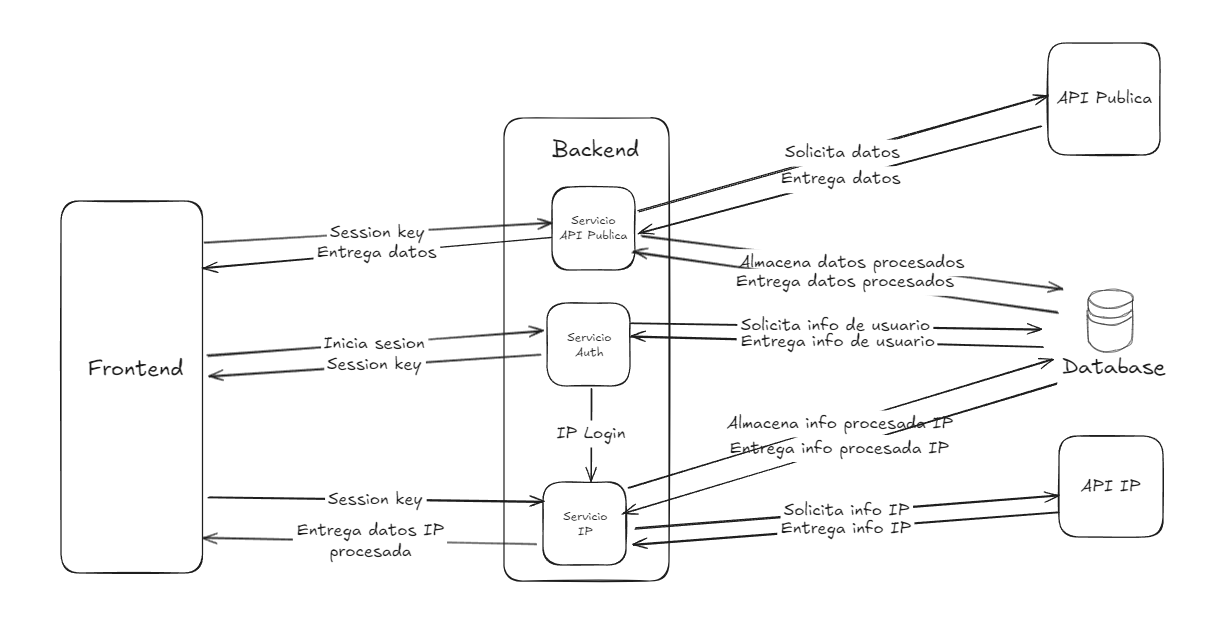 API Publica
Backend
Solicita datos
Entrega datos
Servicio
API Publica
Session key
Entrega datos
Almacena datos procesados
Entrega datos procesados
Inicia sesion
Session key
Servicio
Auth
Solicita info de usuario
Entrega info de usuario
Frontend
Database
IP Login
Almacena info procesada IP
Entrega info procesada IP
API IP
Session key
Entrega datos IP
procesada
Servicio
IP
Solicita info IP
Entrega info IP